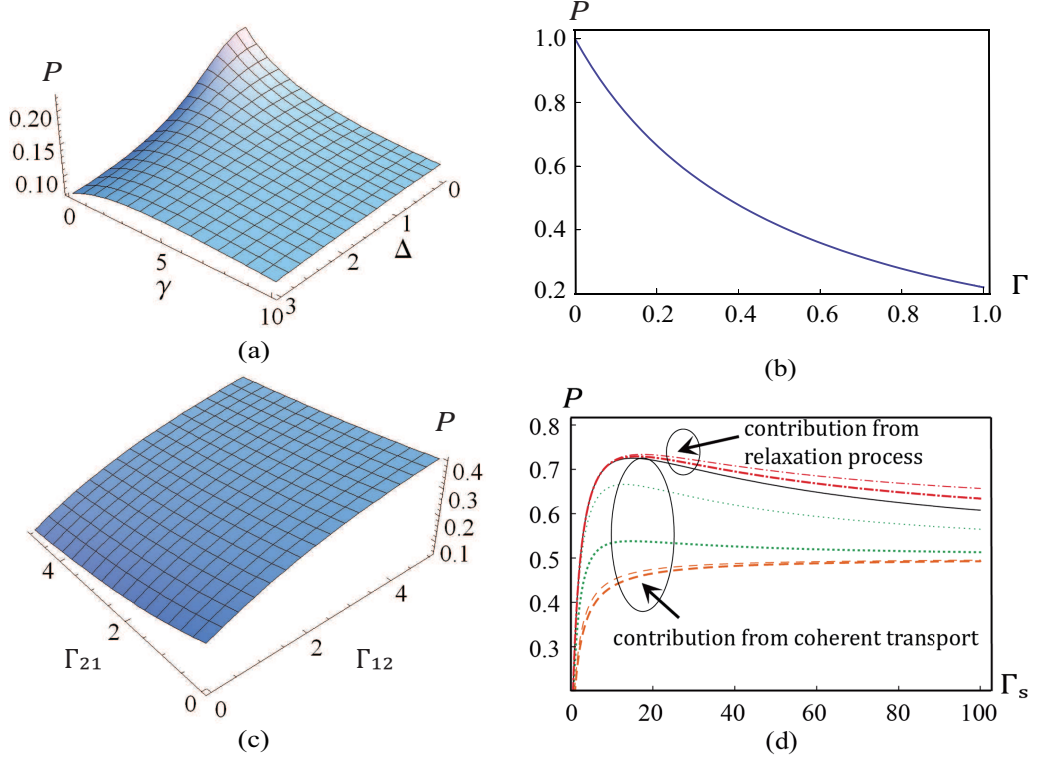 P
0.20
0.15
0.10
0
5
10
γ
0
1
2
3
Δ
(a)
P
1.0
0.8
0.6
0.4
0.2
0
0.2
0.4
0.6
0.8
1.0
Γ
(b)
P
0.4
0.3
0.2
0.1
4
2
0
Γ21
0
2
4
Γ12
(c)
P
0.8
0.7
0.6
0.5
0.4
0.3
contribution from
relaxation process
contribution from coherent transport
0
20
40
60
80
100
Γs
(d)